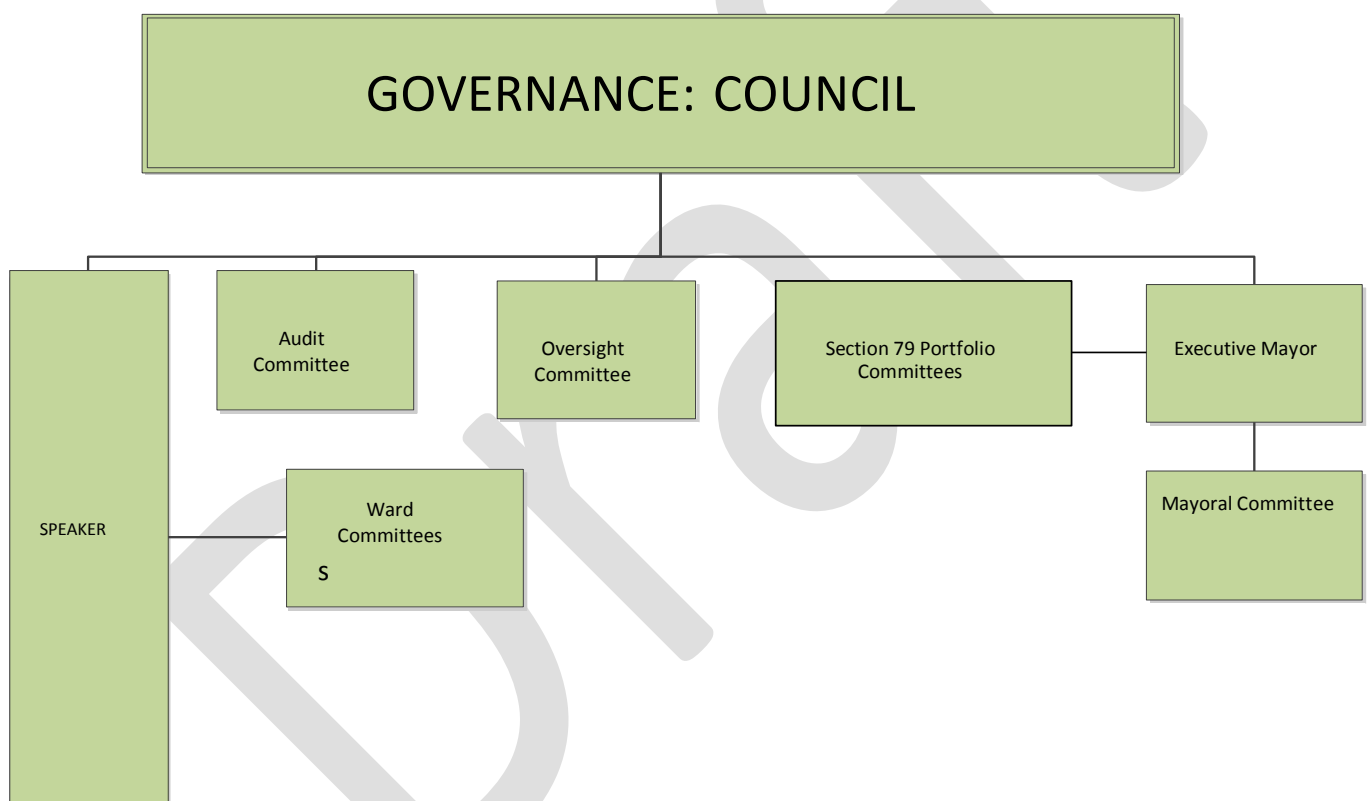 GOVERNANCE: COUNCIL
Audit
Committee
Oversight
Committee
Section 79 Portfolio
Committees
Executive Mayor
SPEAKER
Ward
Committees
S
Mayoral Committee
Draft